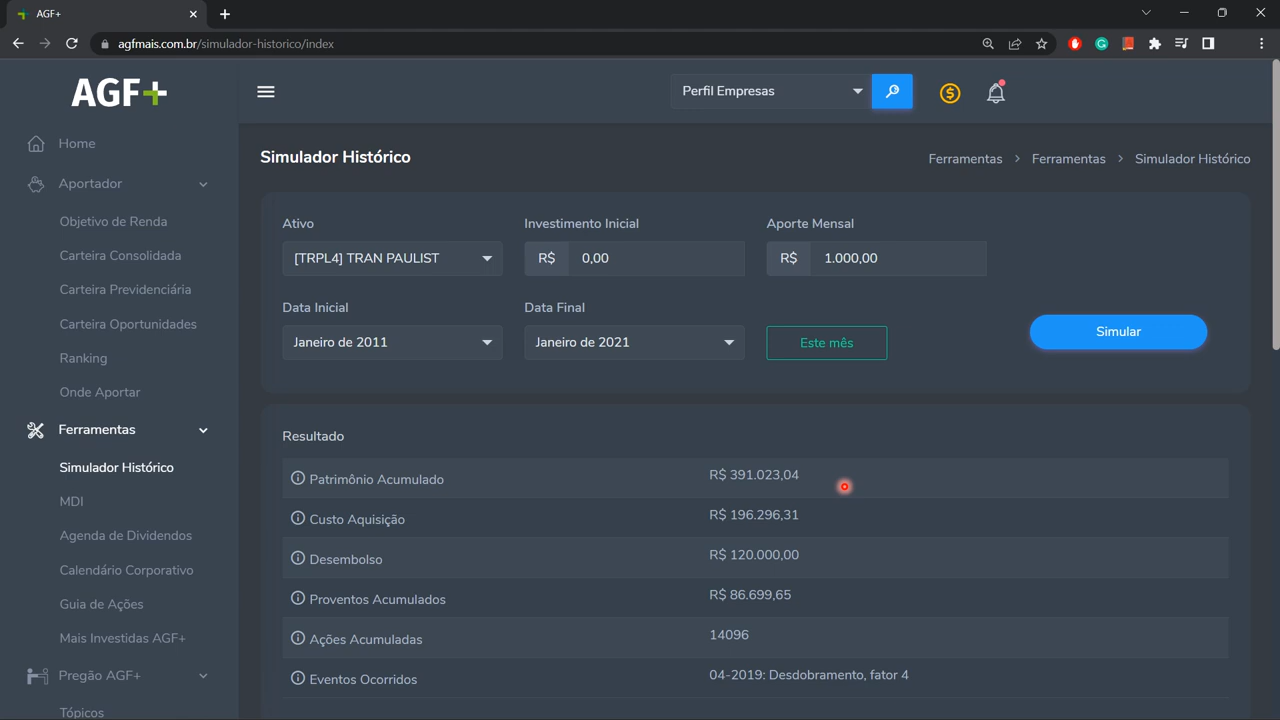 AGF+
agfmais.com.br/simulador-historico/index
AGF+
Perfil Empresas
Home
Aportador
Objetivo de Renda
Carteira Consolidada
Carteira Previdenciária
Carteira Oportunidades
Ranking
Onde Aportar
Ferramentas
Simulador Histórico
MDI
Agenda de Dividendos
Calendário Corporativo
Guia de Ações
Mais Investidas AGF+
Pregão AGF+
Tópicos
Simulador Histórico
Ferramentas > Ferramentas > Simulador Histórico
Ativo Investimento Inicial Aporte Mensal
[TRPL4] TRAN PAULIST R$ 0,00 R$ 1.000,00
Data Inicial Data Final
Janeiro de 2011 Janeiro de 2021 Este mês Simular
Resultado
Patrimônio Acumulado R$ 391.023,04
Custo Aquisição R$ 196.296,31
Desembolso R$ 120.000,00
Proventos Acumulados R$ 86.699,65
Ações Acumuladas 14096
Eventos Ocorridos 04-2019: Desdobramento, fator 4